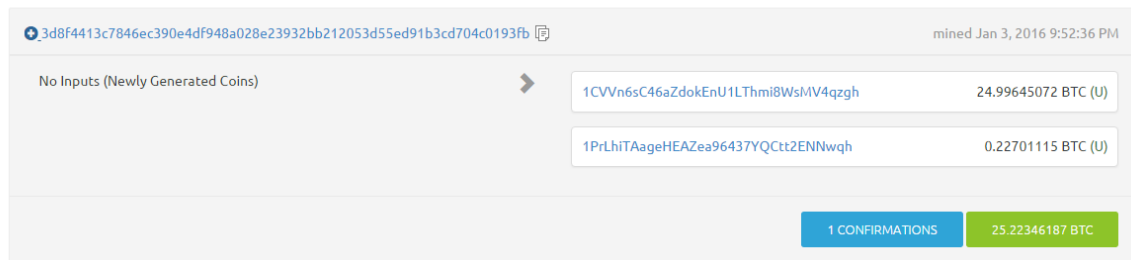 3d8f4413c7846ec390e4df948a028e23932bb212053d55ed91b3cd704c0193fb
mined Jan 3, 2016 9:52:36 PM
No Inputs (Newly Generated Coins)
1CVVn6sC46aZdokEnU1LThmi8WsMV4qzgh 24.99645072 BTC (U)
1PrLhiTAageHEAZea96437YQCtt2ENNwqh 0.22701115 BTC (U)
1 CONFIRMATIONS
25.22346187 BTC